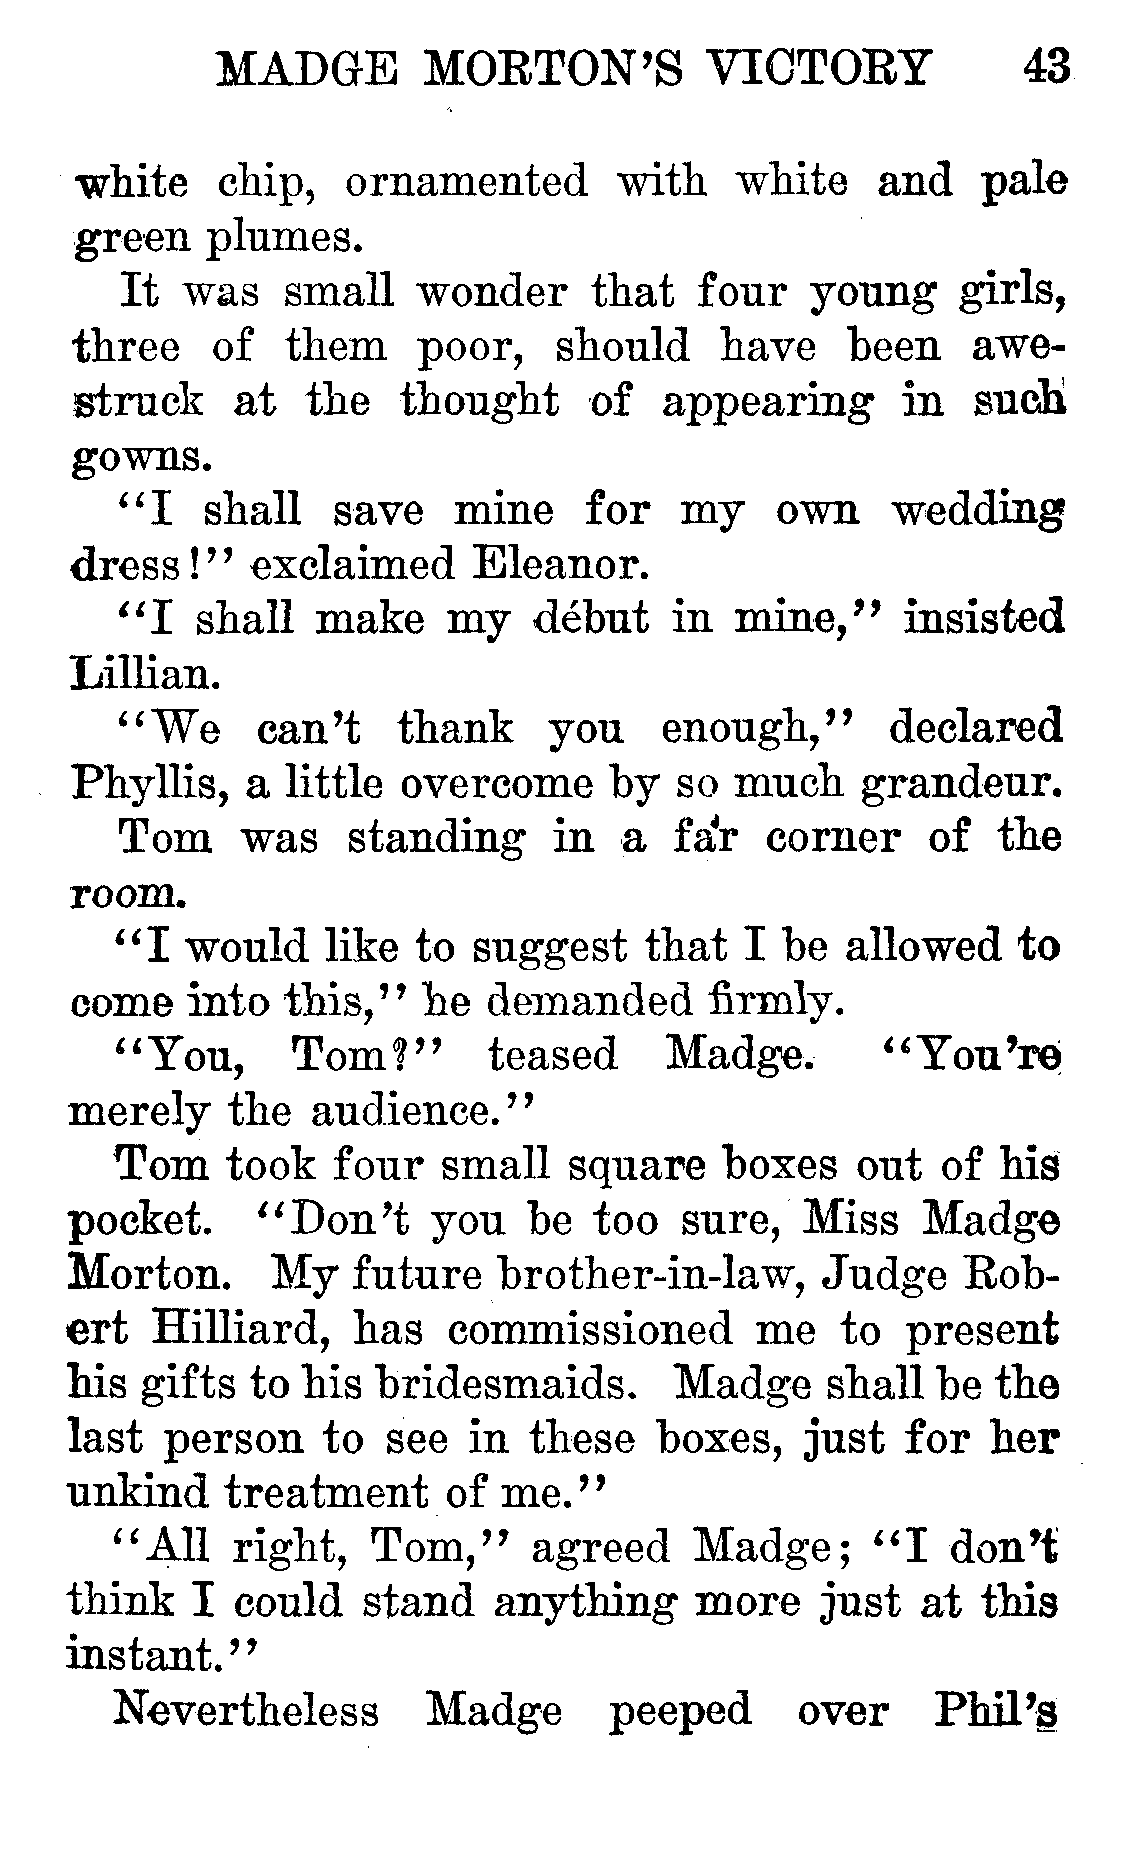 MADGE MORTON'S VICTORY 43
white chip, ornamented with white and pale
green plumes.
It was small wonder that four young girls,
three of them poor, should have been awe-
struck at the thought of appearing in such
gowns.
"I shall save mine for my own wedding
dress!" exclaimed Eleanor.
"I shall make my début in mine," insisted
Lillian.
"We can't thank you enough," declared
Phyllis, a little overcome by so much grandeur.
Tom was standing in a far corner of the
room.
"I would like to suggest that I be allowed to
come into this," he demanded firmly.
"You, Tom?" teased Madge. "You're
merely the audience."
Tom took four small square boxes out of his
pocket. "Don't you be too sure, Miss Madge
Morton. My future brother-in-law, Judge Rob-
ert Hilliard, has commissioned me to present
his gifts to his bridesmaids. Madge shall be the
last person to see in these boxes, just for her
unkind treatment of me."
"All right, Tom," agreed Madge; "I don't
think I could stand anything more just at this
instant."
Nevertheless Madge peeped over Phil's